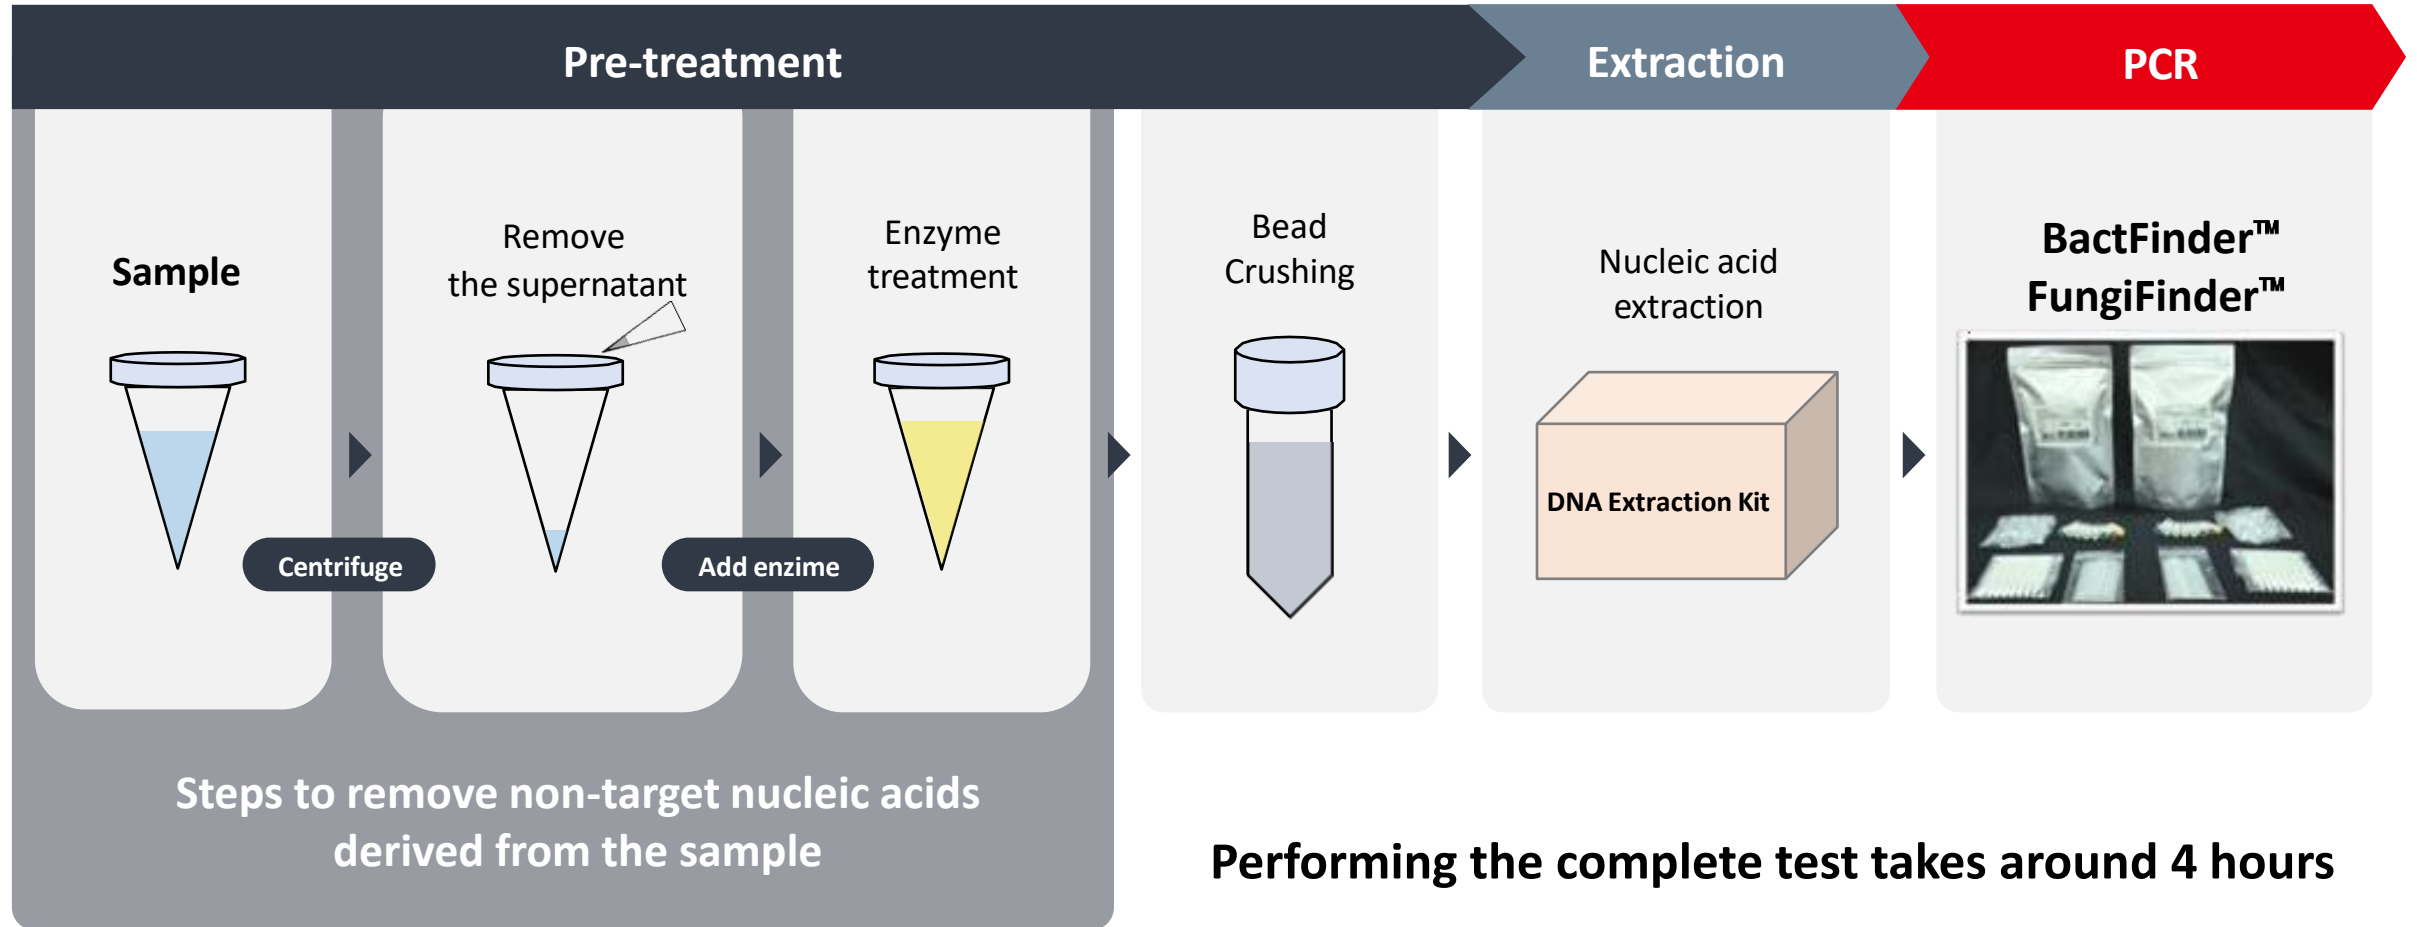 Pre-treatment
Extraction
PCR
Sample
Remove
the supernatant
Enzyme
treatment
Bead
Crushing
Nucleic acid
extraction
BactFinder™
FungiFinder™
DNA Extraction Kit
Centrifuge
Add enzime
Steps to remove non-target nucleic acids
derived from the sample
Performing the complete test takes around 4 hours